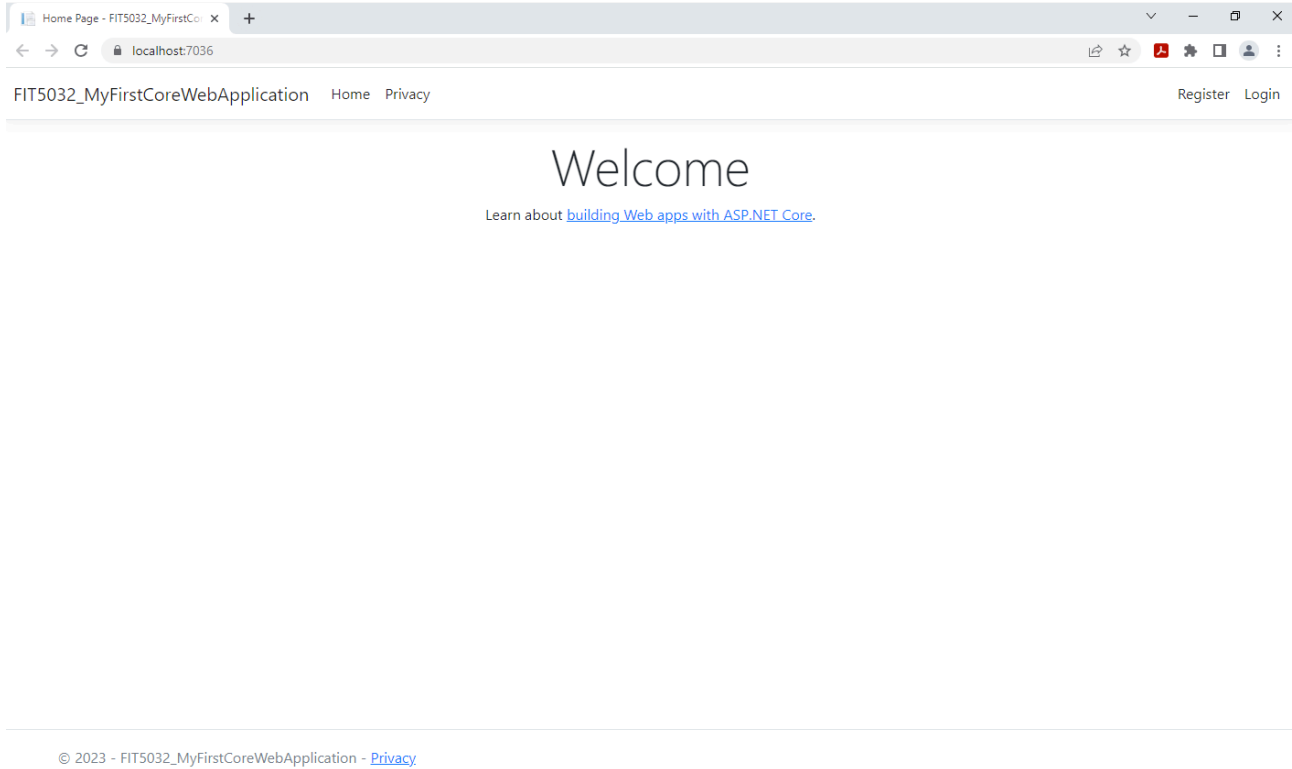 Home Page - FIT5032_MyFirstCo
localhost:7036
FIT5032_MyFirstCoreWebApplication Home Privacy Register Login
Welcome
Learn about building Web apps with ASP.NET Core.
© 2023 - FIT5032_MyFirstCoreWebApplication - Privacy